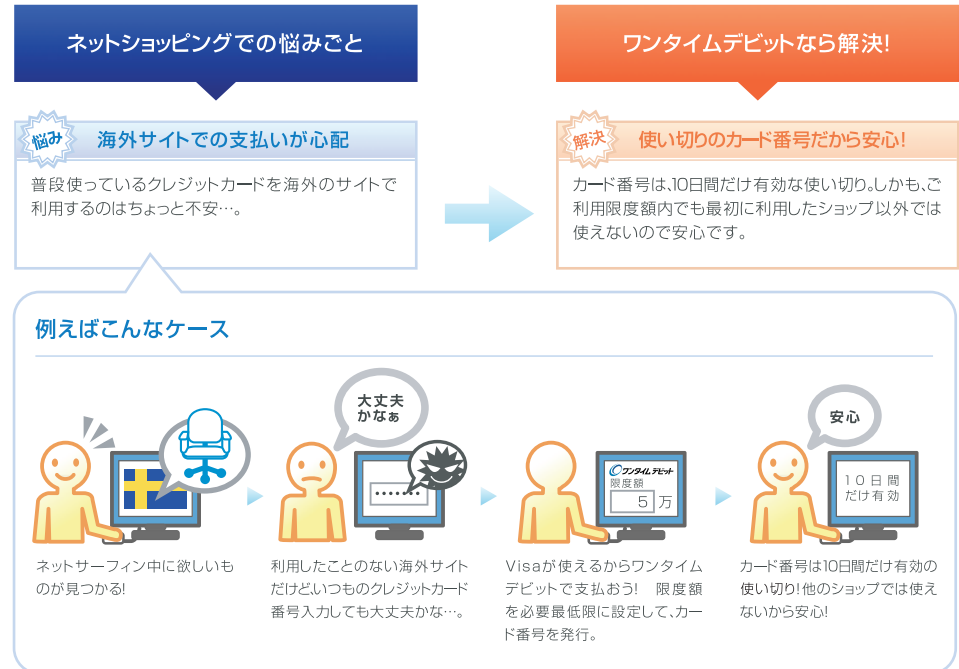 ネットショッピングでの悩みごと
ワンタイムデビットなら解決!
悩み
海外サイトでの支払いが心配
普段使っているクレジットカードを海外のサイトで
利用するのはちょっと不安…。
解決
使い切りのカード番号だから安心!
カード番号は、10日間だけ有効な使い切り。しかも、ご
利用限度額内でも最初に利用したショップ以外では
使えないので安心です。
例えばこんなケース
ネットサーフィン中に欲しいも
のが見つかる!
大丈夫
かなぁ
利用したことのない海外サイト
だけど、いつものクレジットカード
番号入力しても大丈夫かな…。
ワンタイムデビット
限度額
5 万
Visaが使えるからワンタイム
デビットで支払おう! 限度額
を必要最低限に設定して、カー
ド番号を発行。
安心
10日間
だけ有効
カード番号は10日間だけ有効の
使い切り!他のショップでは使え
ないから安心!